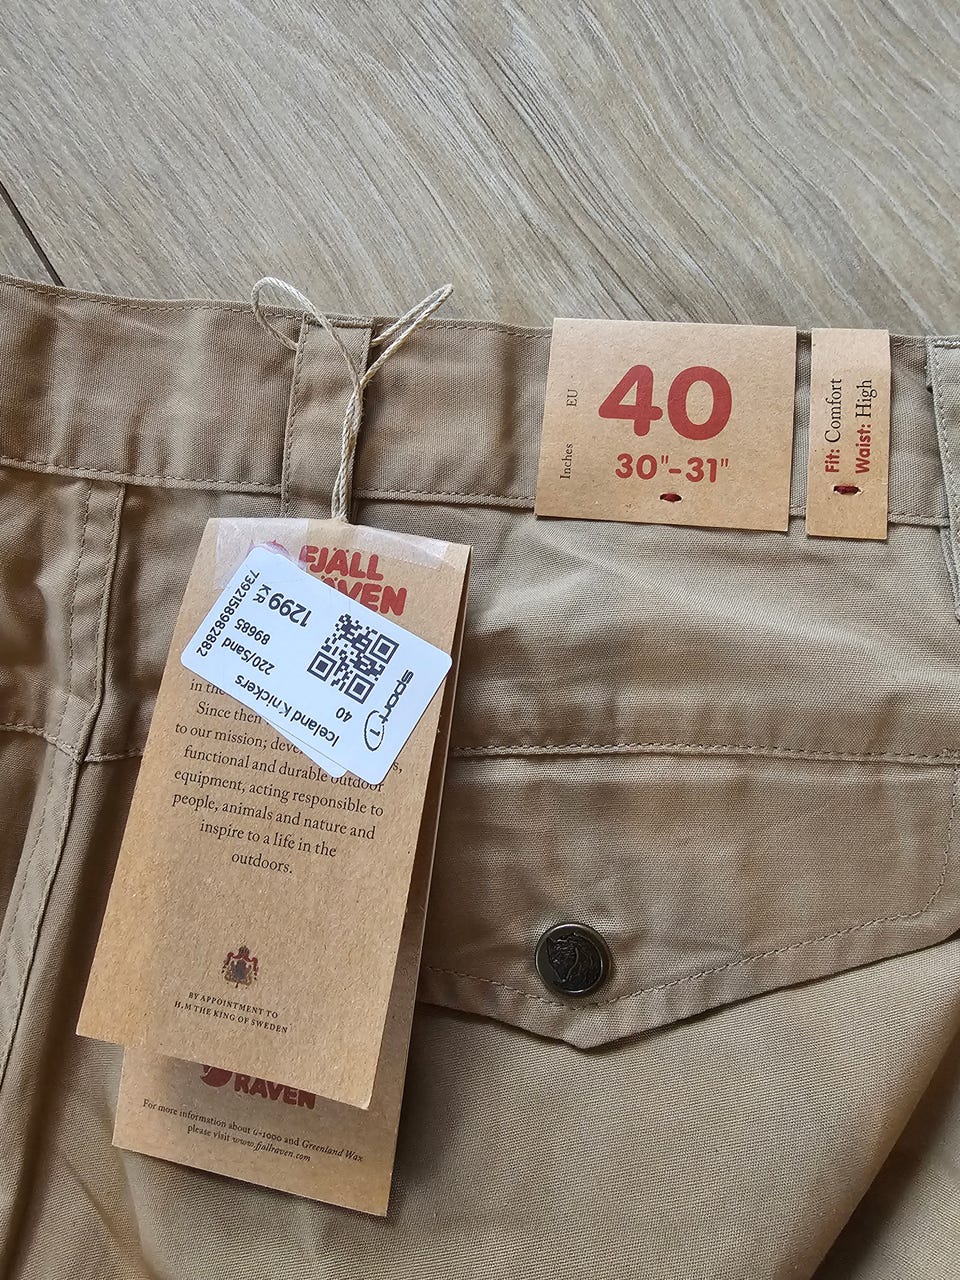 EU
40
Inches
30"-31"
Fit: Comfort
Waist: High
FJÄLL
RÄVEN
sport1
Iceland Knickers
40
220/Sand
89685
1299 KR
7392158982882
in the
Since then
to our mission;
functional and durable outdoor
equipment, acting responsible to
people, animals and nature and
inspire to a life in the
outdoors.
BY APPOINTMENT TO
H.M THE KING OF SWEDEN
RÄVEN
For more information about G-1000 and Greenland Wax
please visit www.fjallraven.com